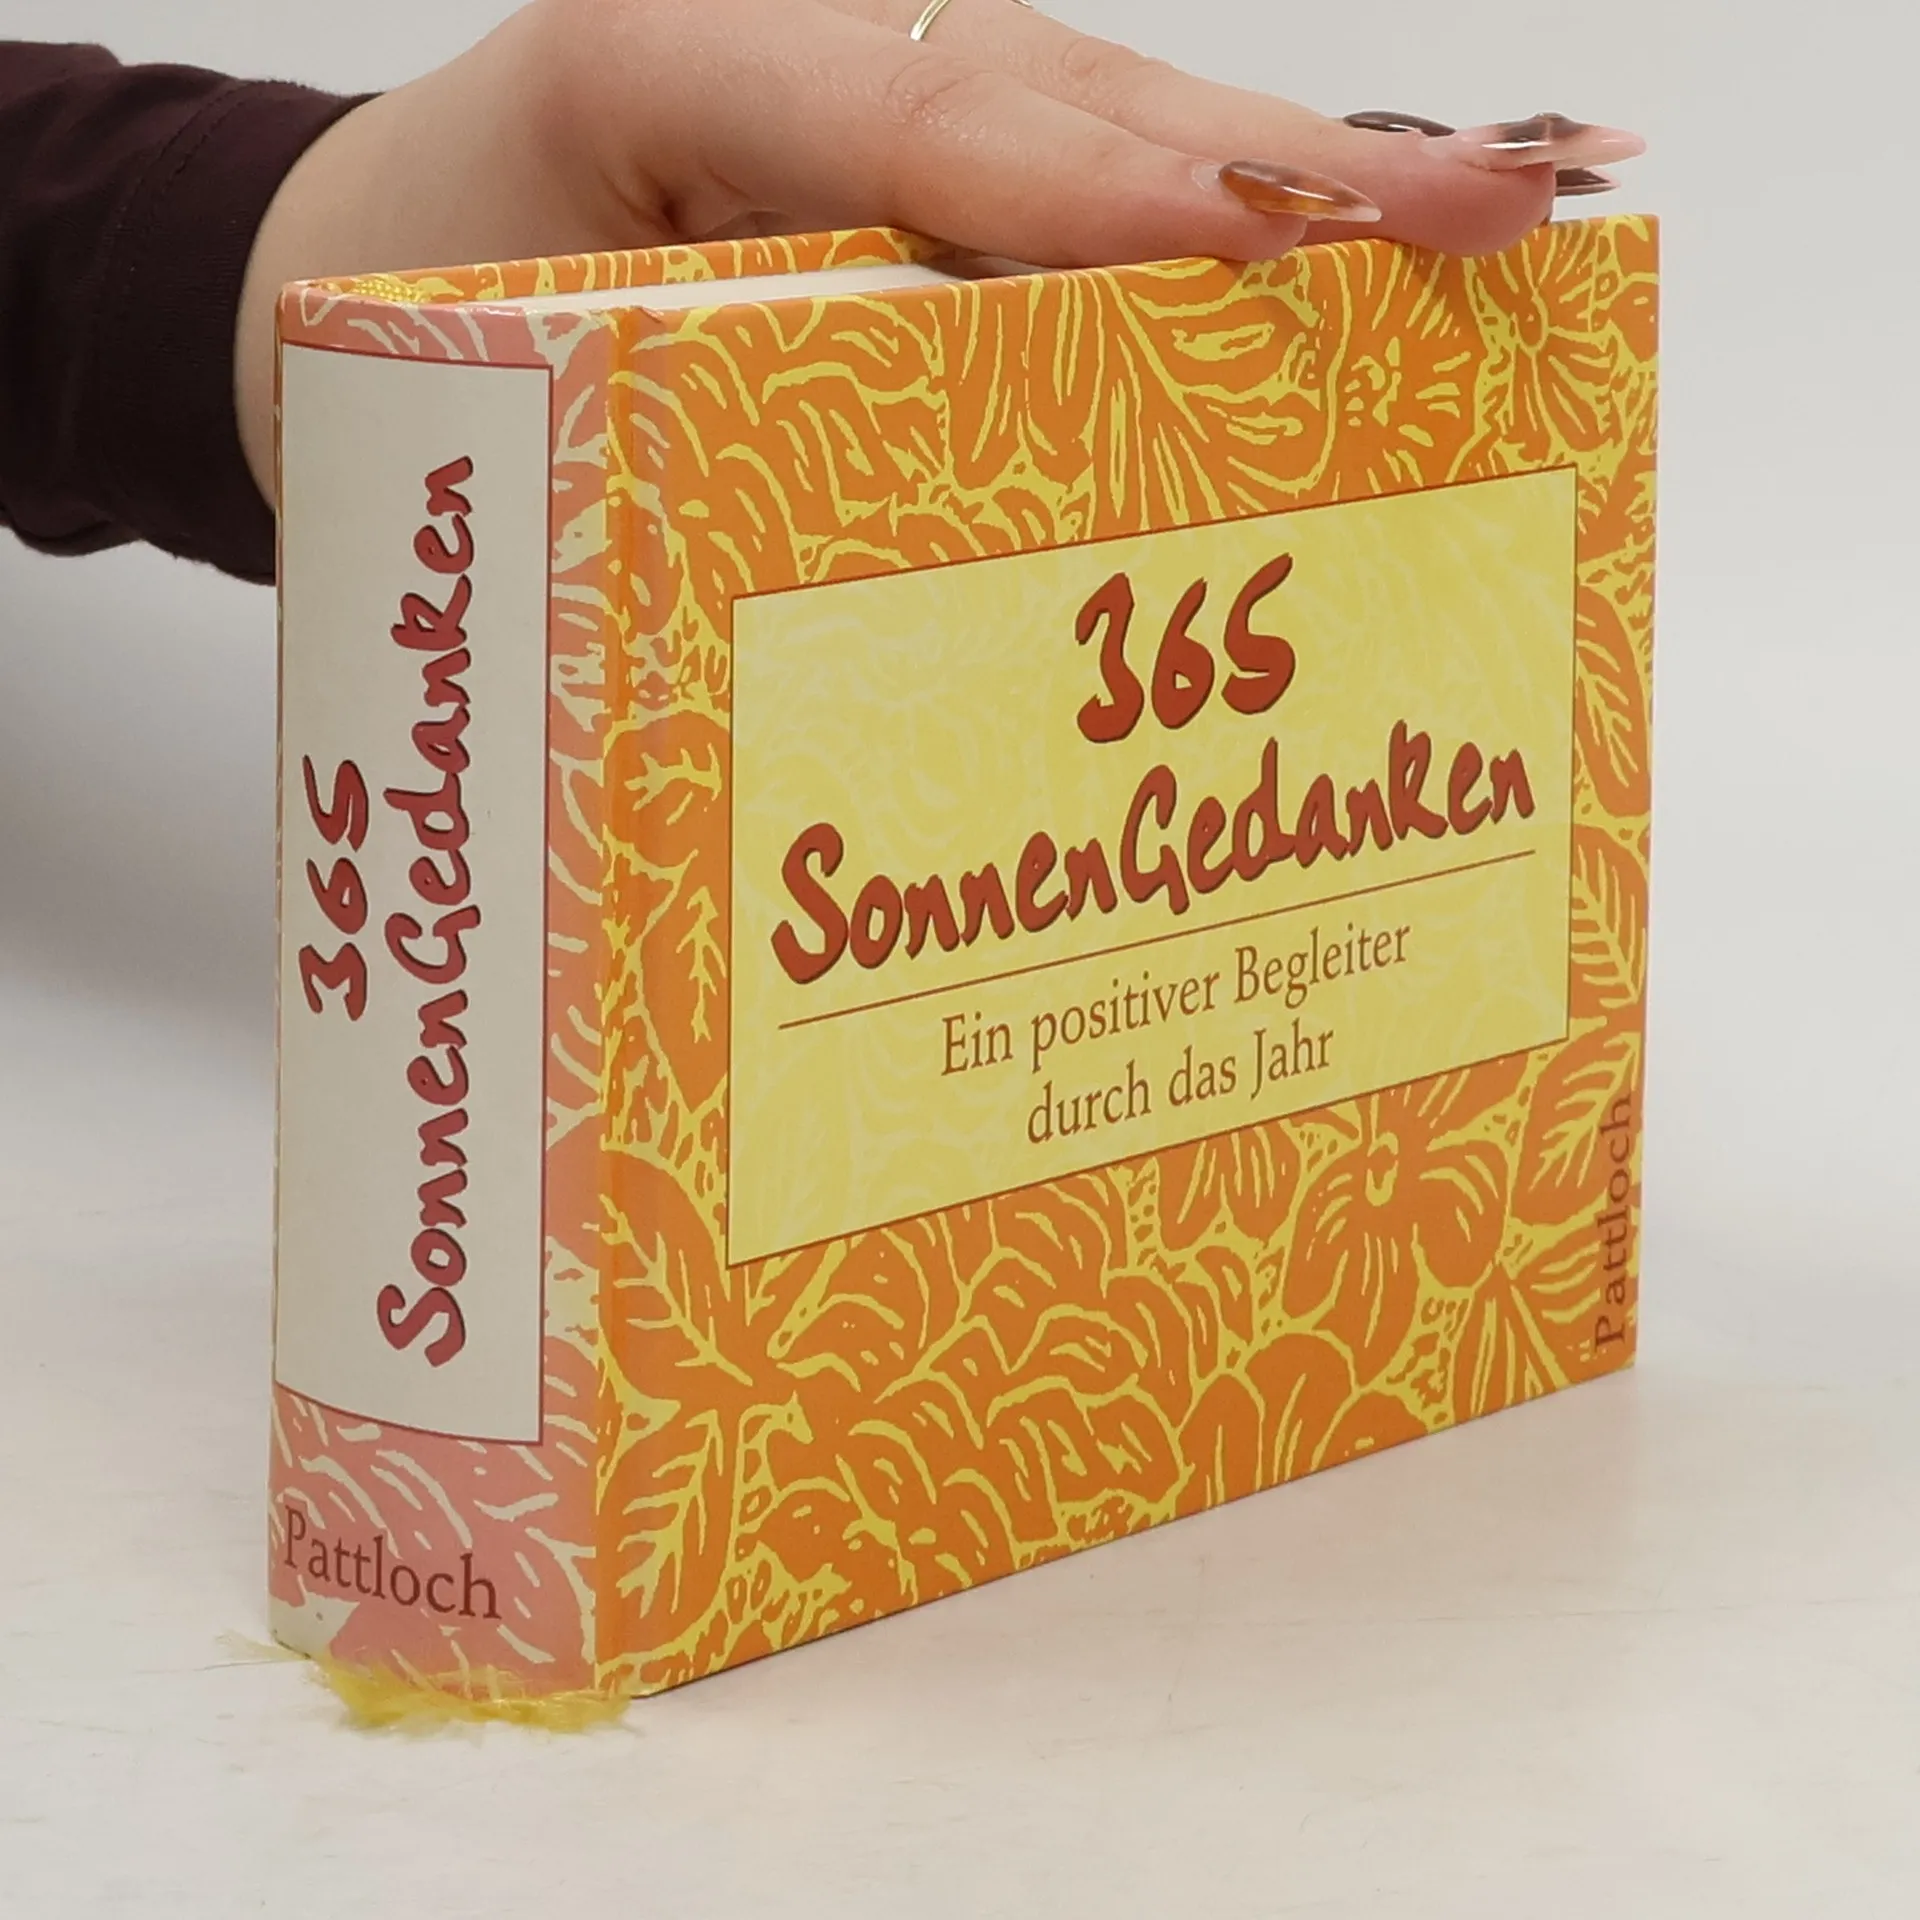 365
SonnenGedanken
Pattloch
365
SonnenGedanken
Ein positiver Begleiter
durch das Jahr
Pattloch